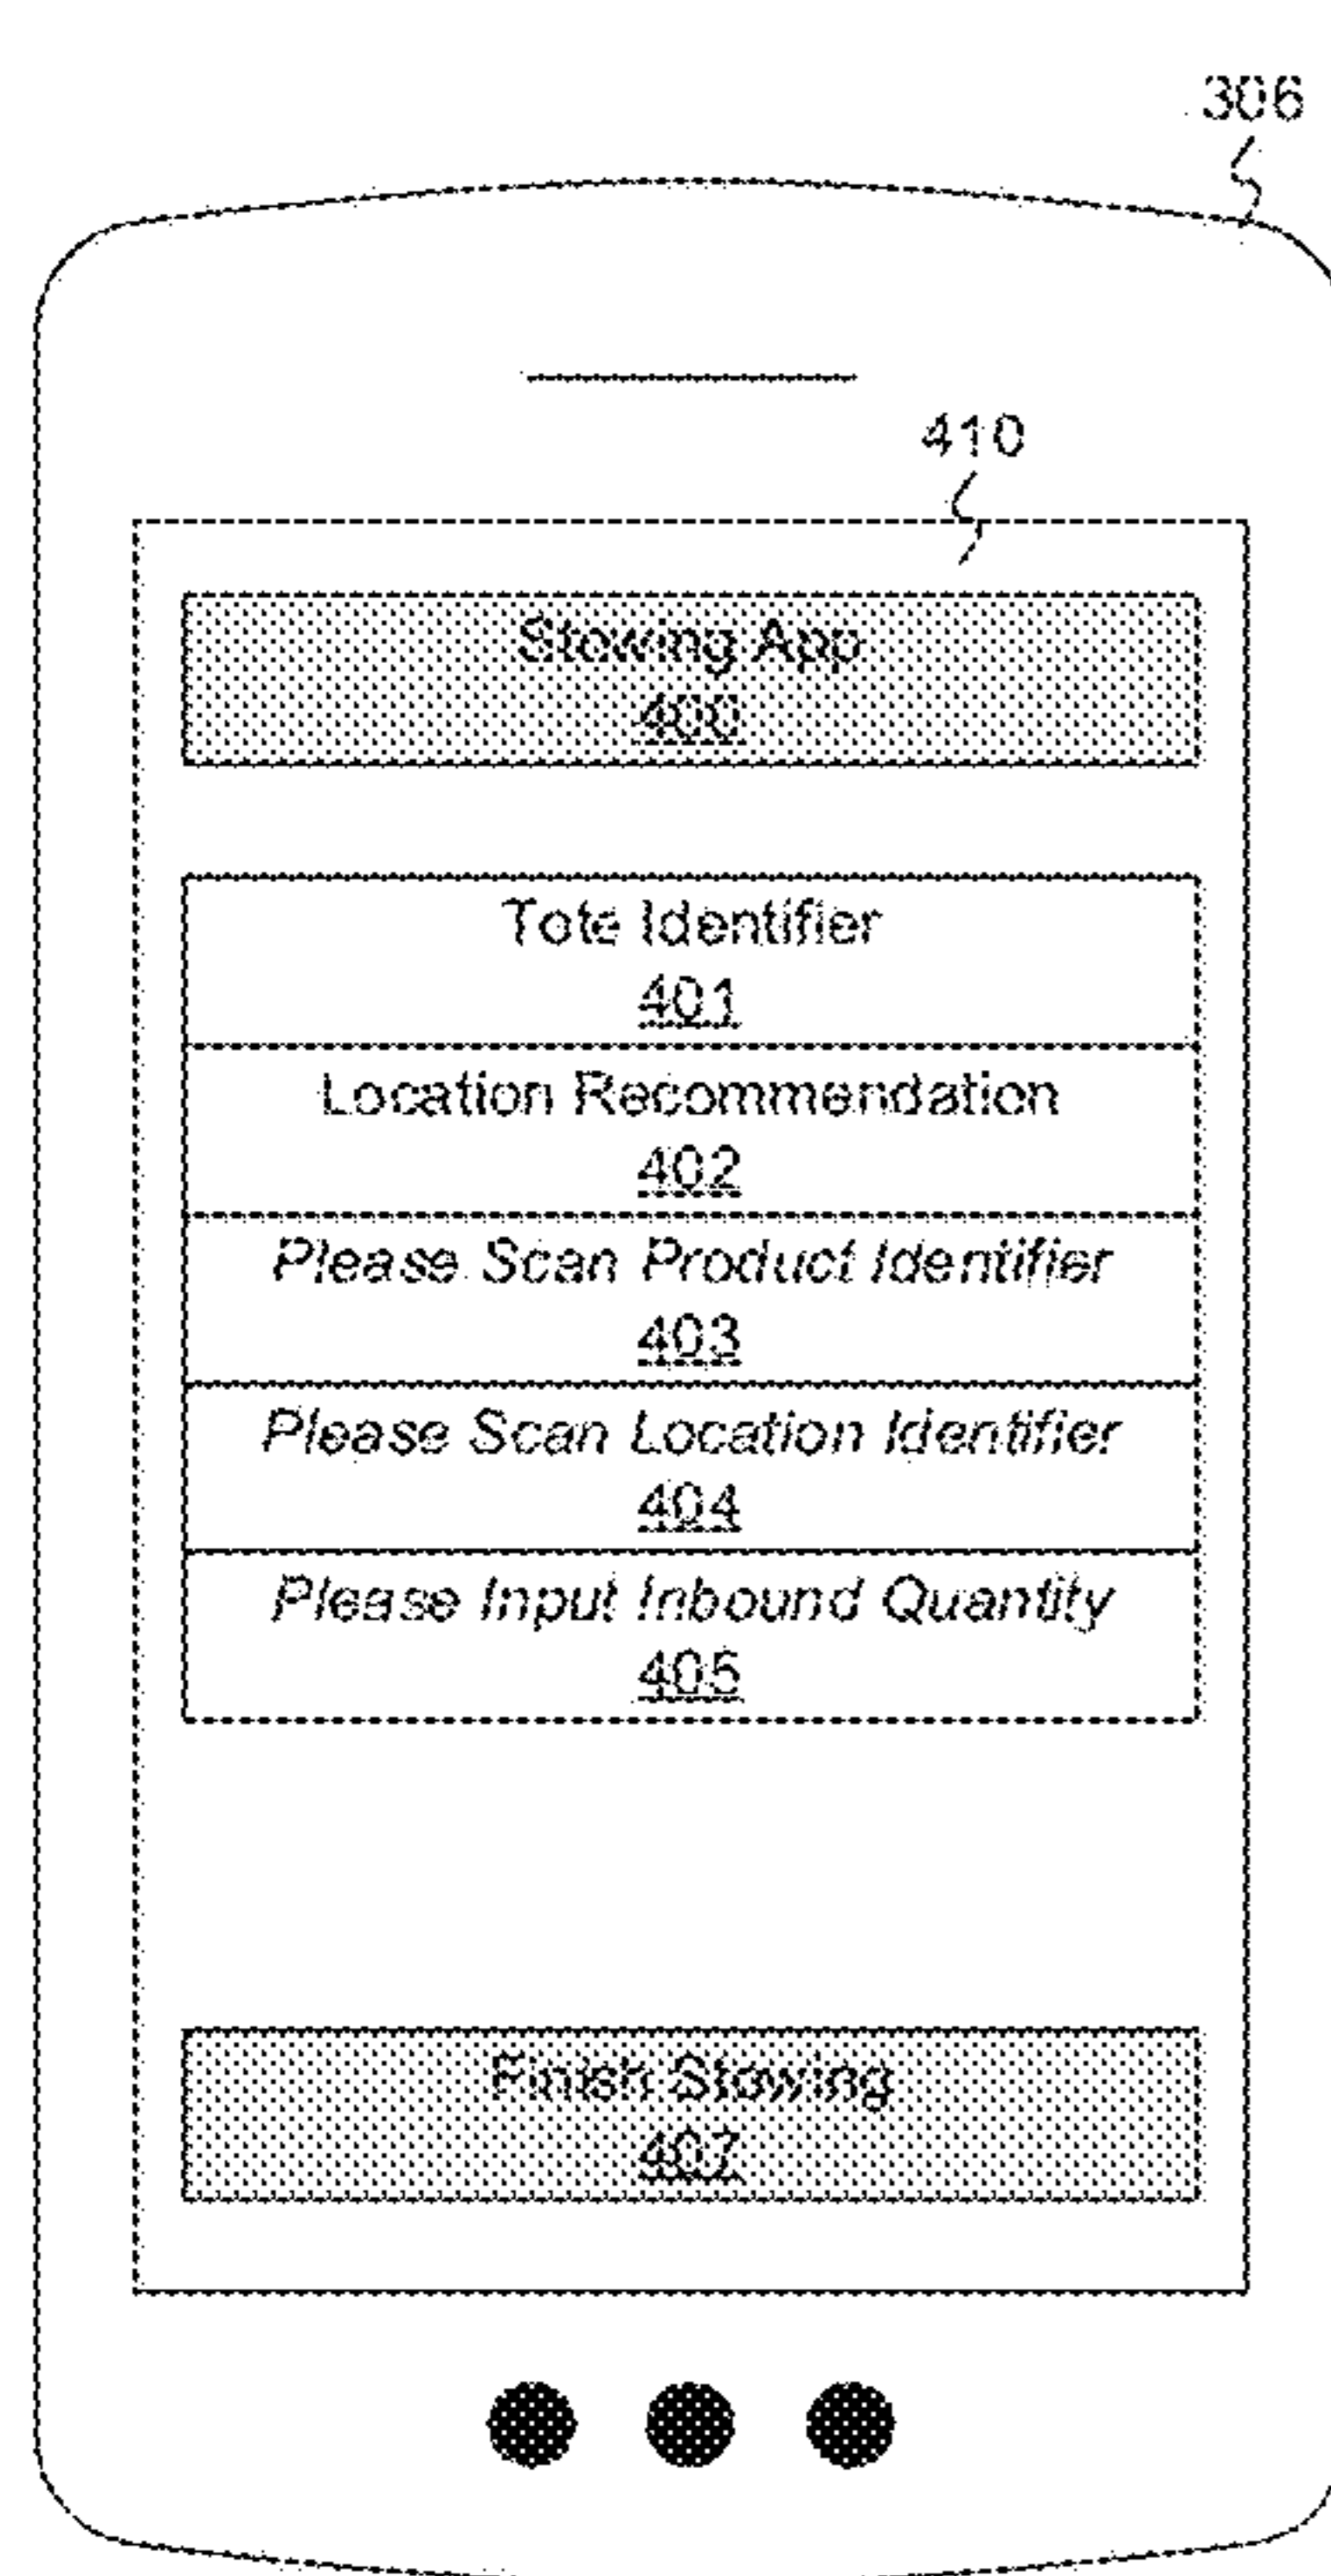 306
410
Stowing App
400
Tote Identifier
401
Location Recommendation
402
Please Scan Product Identifier
403
Please Scan Location Identifier
404
Please Input Inbound Quantity
405
Finish Stowing
407